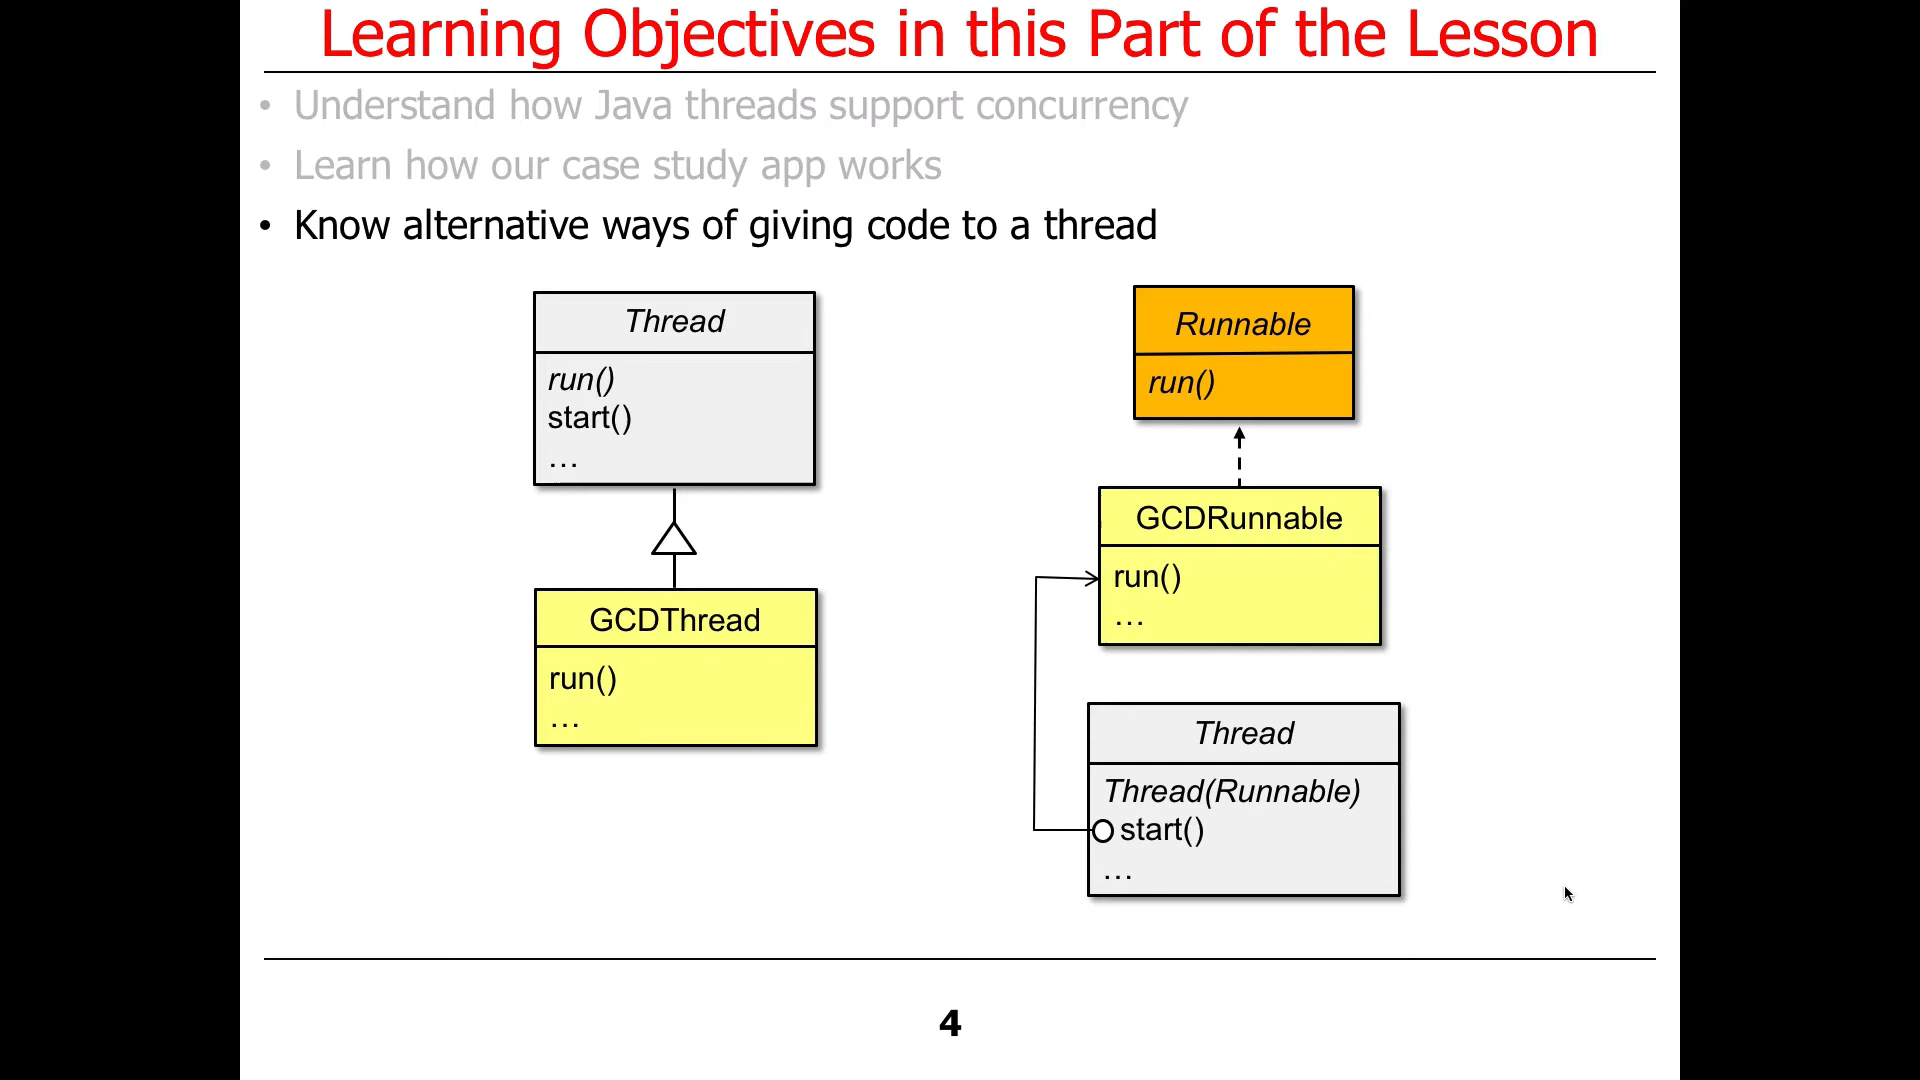 Learning Objectives in this Part of the Lesson
• Understand how Java threads support concurrency
• Learn how our case study app works
• Know alternative ways of giving code to a thread
Thread
run()
start()
…
GCDThread
run()
…
Runnable
run()
GCDRunnable
run()
…
Thread
Thread(Runnable)
start()
…
4